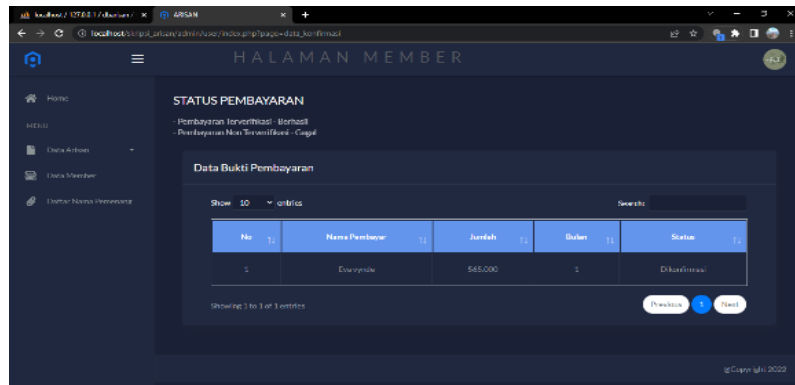 ARISAN
localhost/skripsi_arisan/admin/user/index.php?page=data_konfirmasi
HALAMAN MEMBER
Home
MENU
Data Arisan
Data Member
Daftar Nama Pemenang
STATUS PEMBAYARAN
- Pembayaran Terverifikasi - Berhasil
- Pembayaran Non Terverifikasi - Gagal
Data Bukti Pembayaran
Show 10 entries
Search:
No Nama Pembayar Jumlah Bulan Status
1 565.000 1 Dikonfirmasi
Showing 1 to 1 of 1 entries
Previous 1 Next
@Copyright 2022